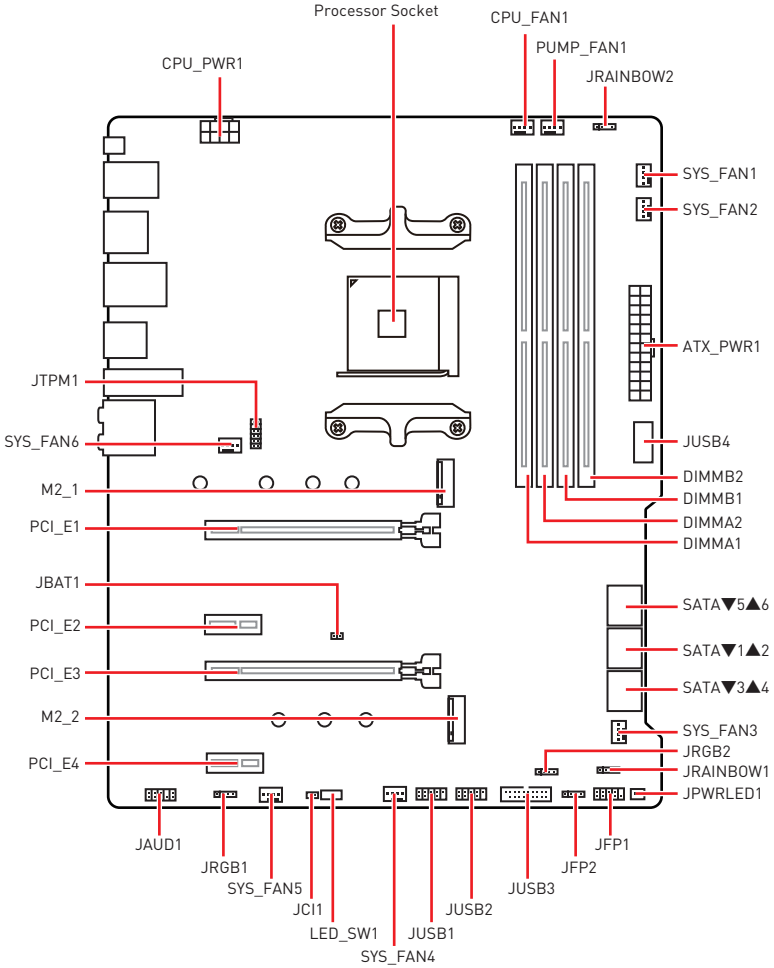 Processor Socket
CPU_FAN1
PUMP_FAN1
CPU_PWR1
JRAINBOW2
SYS_FAN1
SYS_FAN2
ATX_PWR1
JTPM1
SYS_FAN6
JUSB4
DIMMB2
M2_1
DIMMB1
PCI_E1
DIMMA2
DIMMA1
JBAT1
SATA▼5▲6
PCI_E2
SATA▼1▲2
PCI_E3
SATA▼3▲4
M2_2
SYS_FAN3
JRGB2
PCI_E4
JRAINBOW1
JPWRLED1
JAUD1
JFP1
JRGB1
JFP2
SYS_FAN5
JUSB3
JCI1
JUSB2
LED_SW1
JUSB1
SYS_FAN4